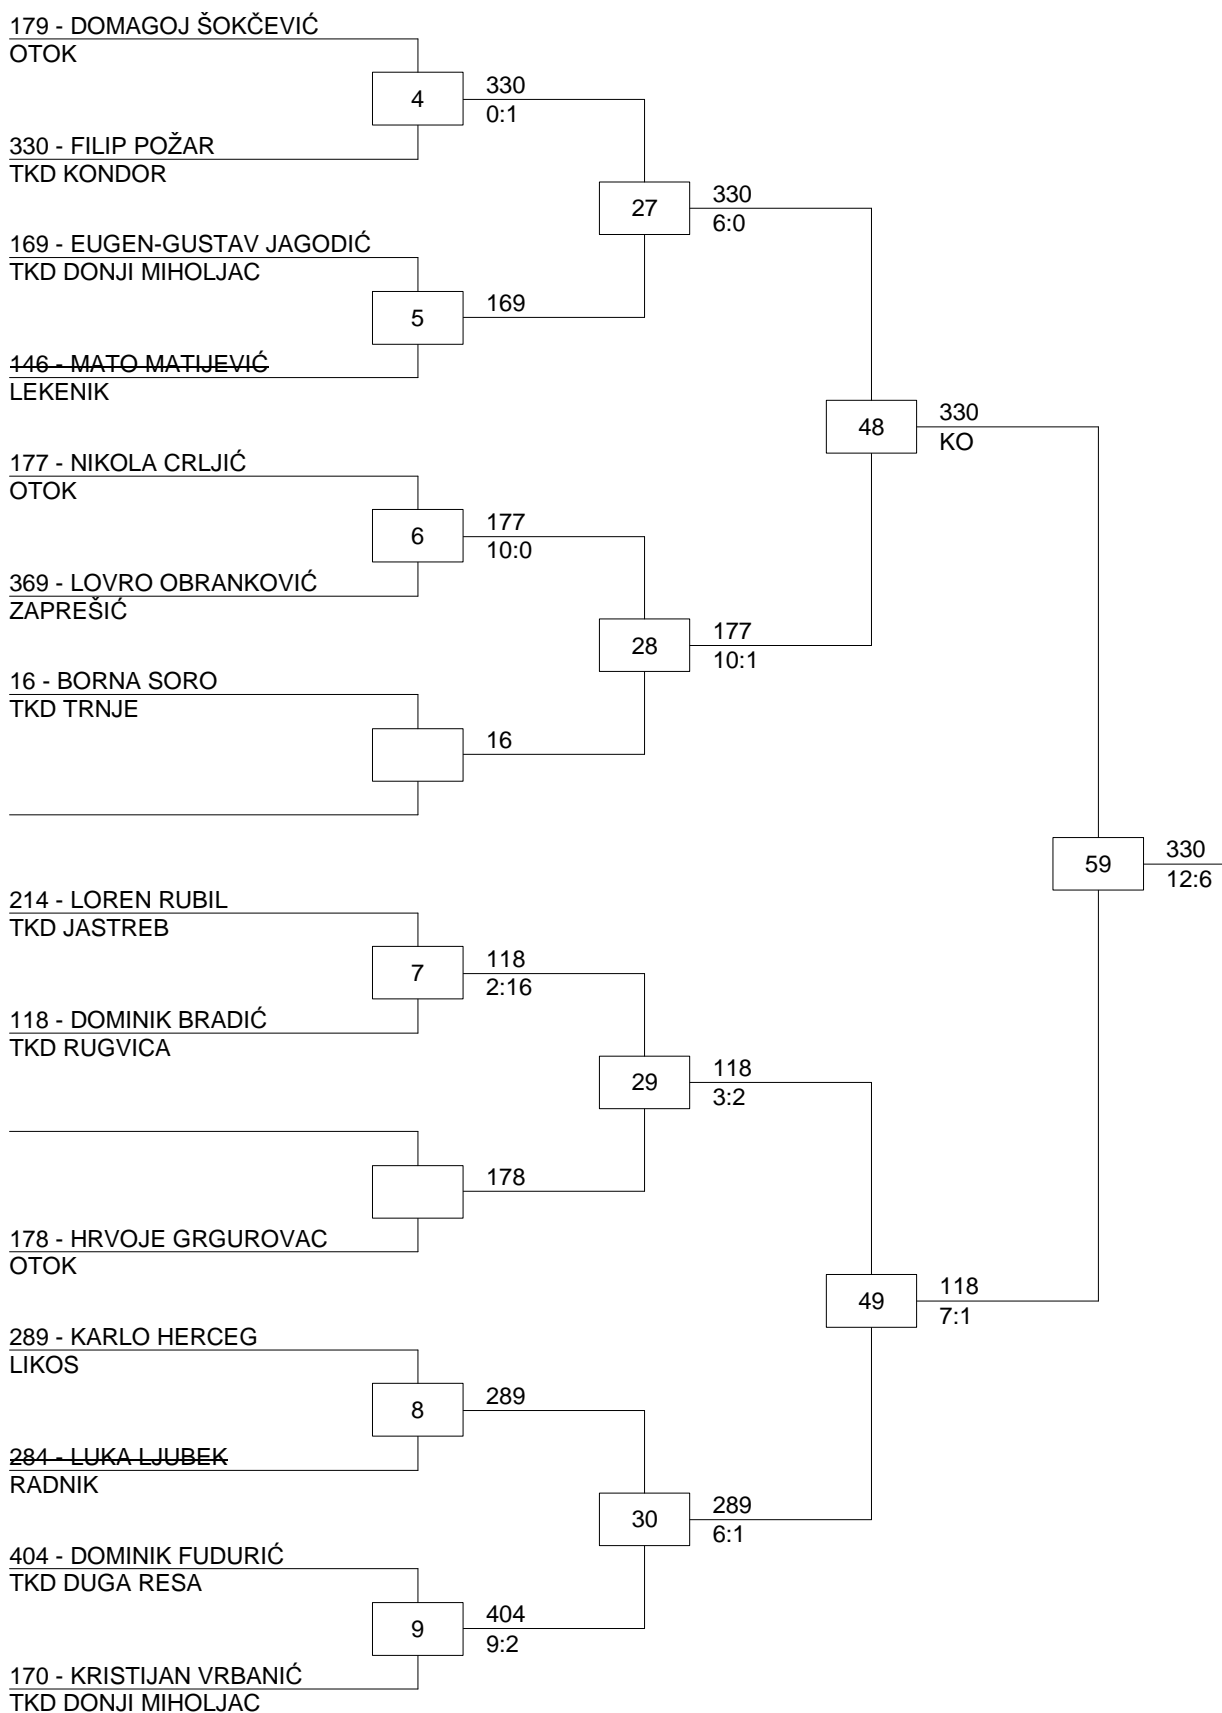 179 - DOMAGOJ ŠOKČEVIĆ
OTOK
4
330
0:1
330 - FILIP POŽAR
TKD KONDOR
27
330
6:0
169 - EUGEN-GUSTAV JAGODIĆ
TKD DONJI MIHOLJAC
5
169
146 - MATO MATIJEVIĆ
LEKENIK
48
330
KO
177 - NIKOLA CRLJIĆ
OTOK
6
177
10:0
369 - LOVRO OBRANKOVIĆ
ZAPREŠIĆ
28
177
10:1
16 - BORNA SORO
TKD TRNJE
16
59
330
12:6
214 - LOREN RUBIL
TKD JASTREB
7
118
2:16
118 - DOMINIK BRADIĆ
TKD RUGVICA
29
118
3:2
178
178 - HRVOJE GRGUROVAC
OTOK
49
118
7:1
289 - KARLO HERCEG
LIKOS
8
289
284 - LUKA LJUBEK
RADNIK
30
289
6:1
404 - DOMINIK FUDURIĆ
TKD DUGA RESA
9
404
9:2
170 - KRISTIJAN VRBANIĆ
TKD DONJI MIHOLJAC